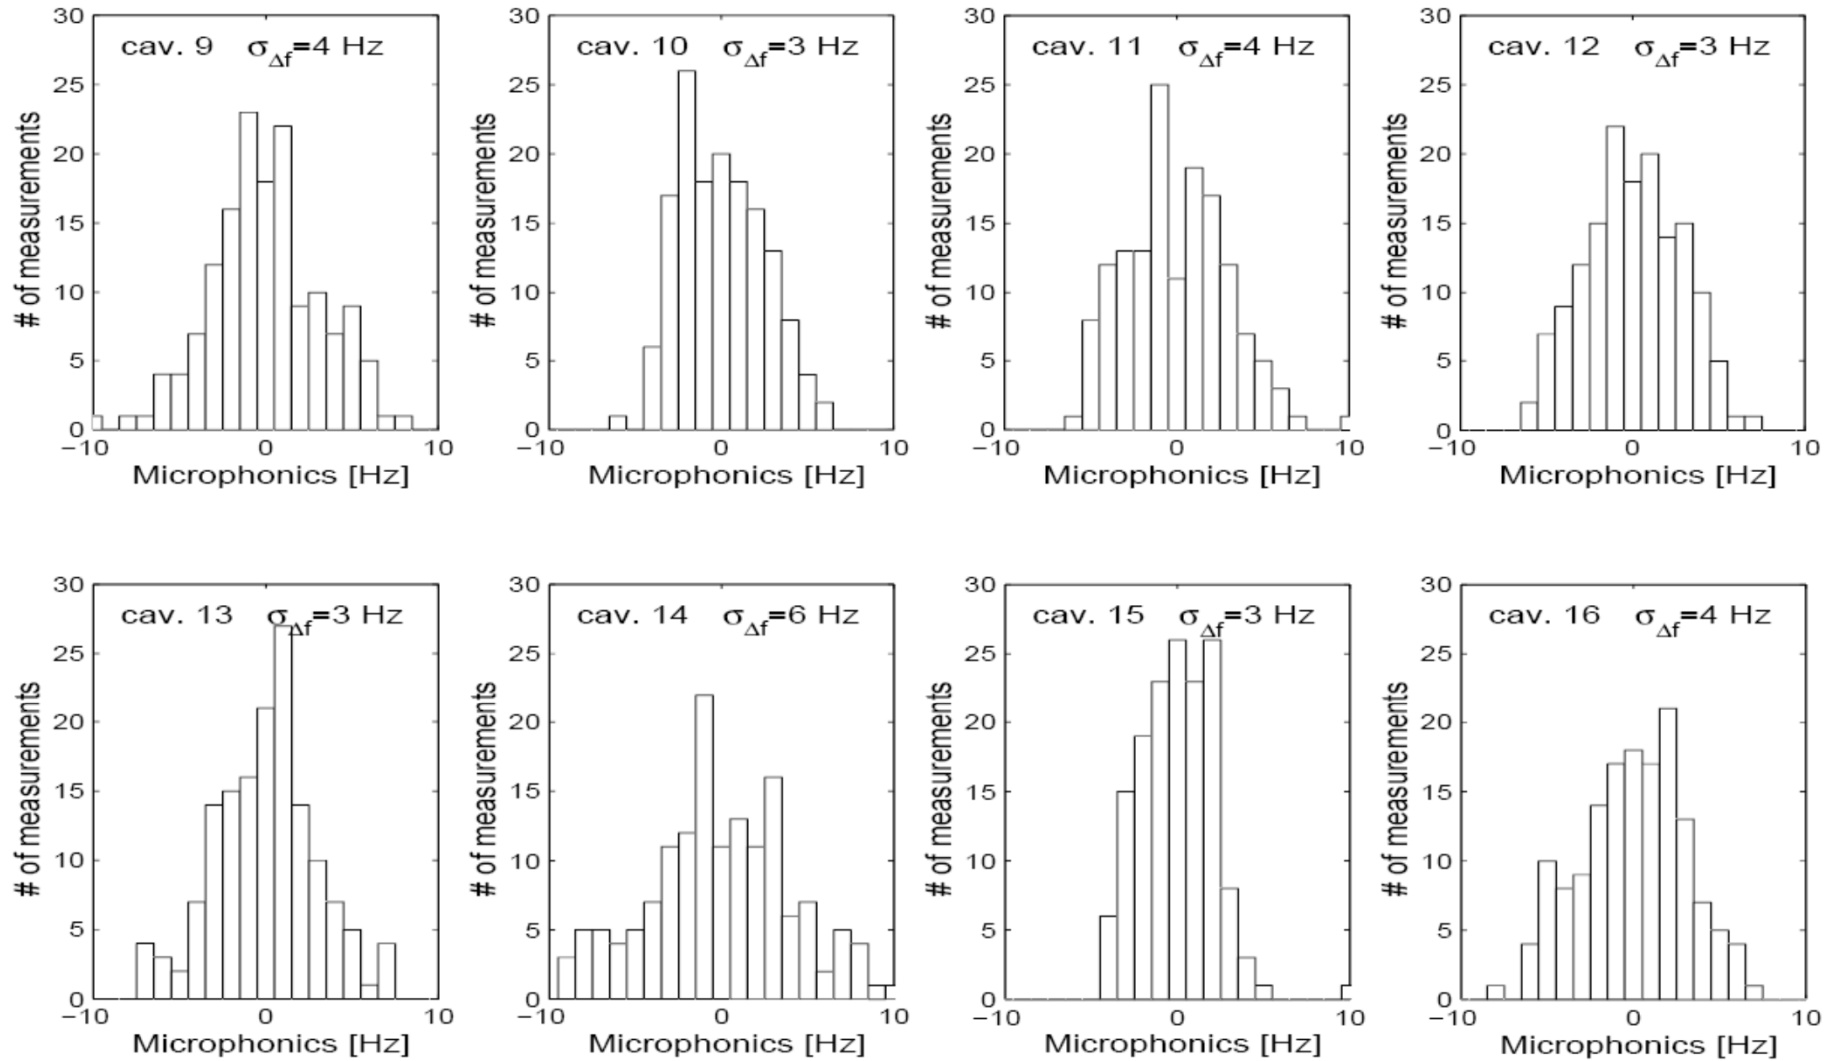 30 30 30 30
cav. 9 σΔf=4 Hz cav. 10 σΔf=3 Hz cav. 11 σΔf=4 Hz cav. 12 σΔf=3 Hz
25 25 25 25
20 20 20 20
15 15 15 15
10 10 10 10
5 5 5 5
0 0 0 0
# of measurements # of measurements # of measurements # of measurements
−10 0 10 −10 0 10 −10 0 10 −10 0 10
Microphonics [Hz] Microphonics [Hz] Microphonics [Hz] Microphonics [Hz]
30 30 30 30
cav. 13 σΔf=3 Hz cav. 14 σΔf=6 Hz cav. 15 σΔf=3 Hz cav. 16 σΔf=4 Hz
25 25 25 25
20 20 20 20
15 15 15 15
10 10 10 10
5 5 5 5
0 0 0 0
# of measurements # of measurements # of measurements # of measurements
−10 0 10 −10 0 10 −10 0 10 −10 0 10
Microphonics [Hz] Microphonics [Hz] Microphonics [Hz] Microphonics [Hz]